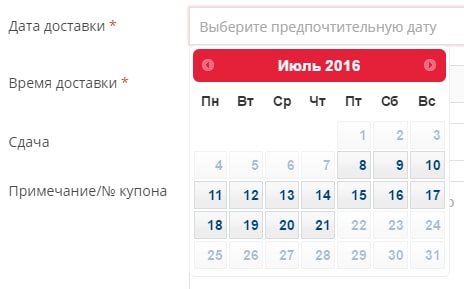 Дата доставки *
Выберите предпочтительную дату
Июль 2016
Время доставки *
Пн Вт Ср Чт Пт Сб Вс
1 2 3
Сдача
4 5 6 7 8 9 10
Примечание/№ купона
11 12 13 14 15 16 17
18 19 20 21 22 23 24
25 26 27 28 29 30 31